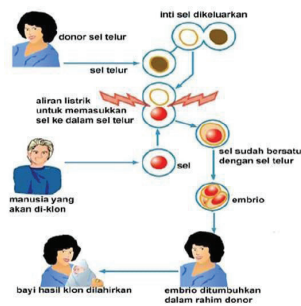 inti sel dikeluarkan
donor sel telur
sel telur
aliran listrik
untuk memasukkan
sel ke dalam sel telur
sel sudah bersatu
dengan sel telur
sel
manusia yang
akan di-klon
embrio
bayi hasil klon dilahirkan
embrio ditumbuhkan
dalam rahim donor